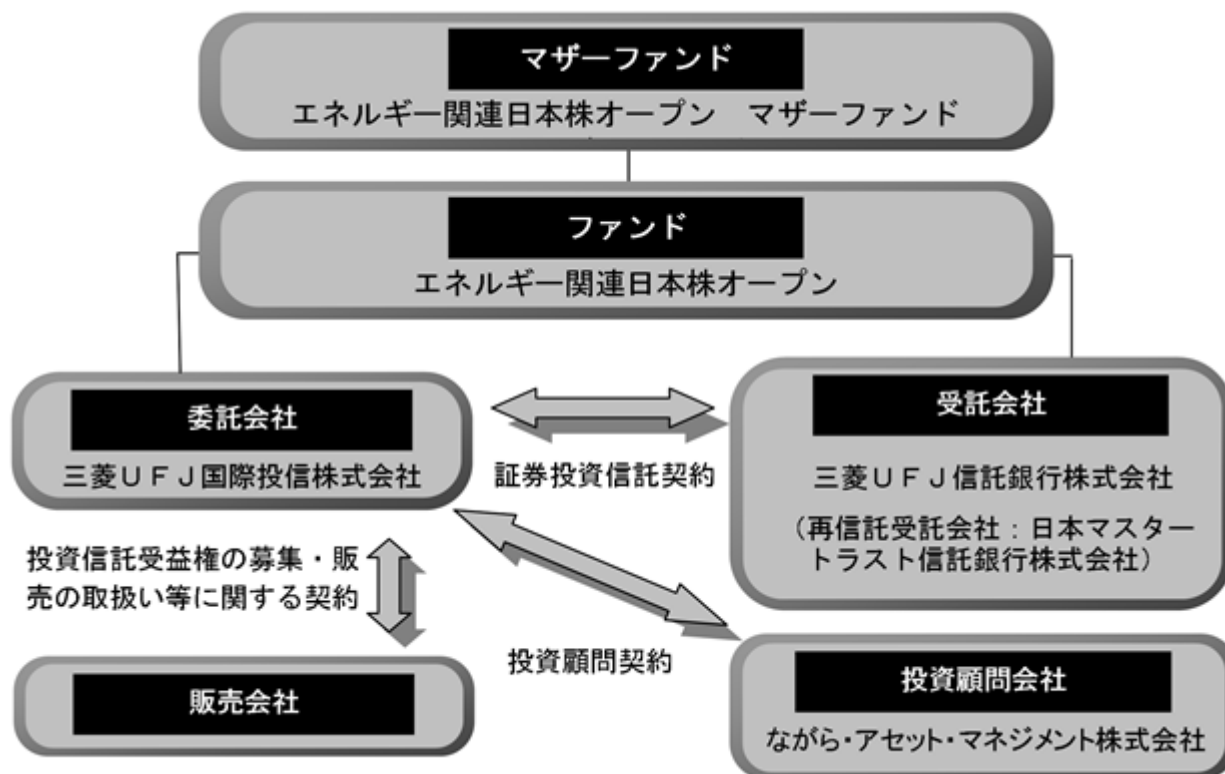 マザーファンド
エネルギー関連日本株オープン　マザーファンド
ファンド
エネルギー関連日本株オープン
委託会社
三菱ＵＦＪ国際投信株式会社
証券投資信託契約
受託会社
三菱ＵＦＪ信託銀行株式会社
（再信託受託会社：日本マスター
トラスト信託銀行株式会社）
投資信託受益権の募集・販
売の取扱い等に関する契約
投資顧問契約
販売会社
投資顧問会社
ながら・アセット・マネジメント株式会社